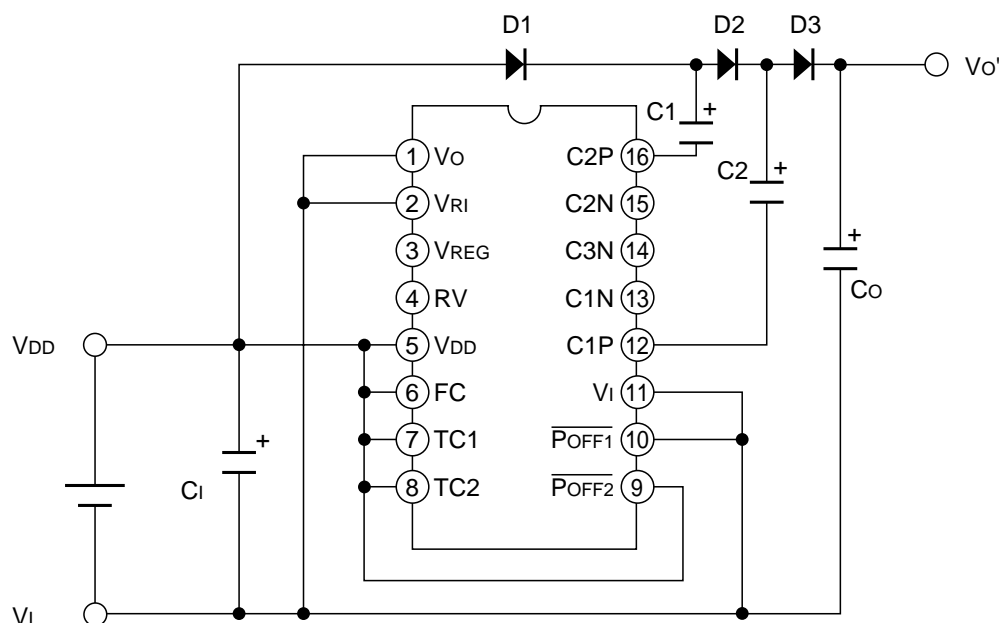 D1 D2 D3
VO'
C1 +
C2 +
1 VO C2P 16
2 VRI C2N 15
3 VREG C3N 14
+
CO
4 RV C1N 13
VDD 5 VDD C1P 12
6 FC VI 11
7 TC1 POFF1 10
+
CI
8 TC2 POFF2 9
VI